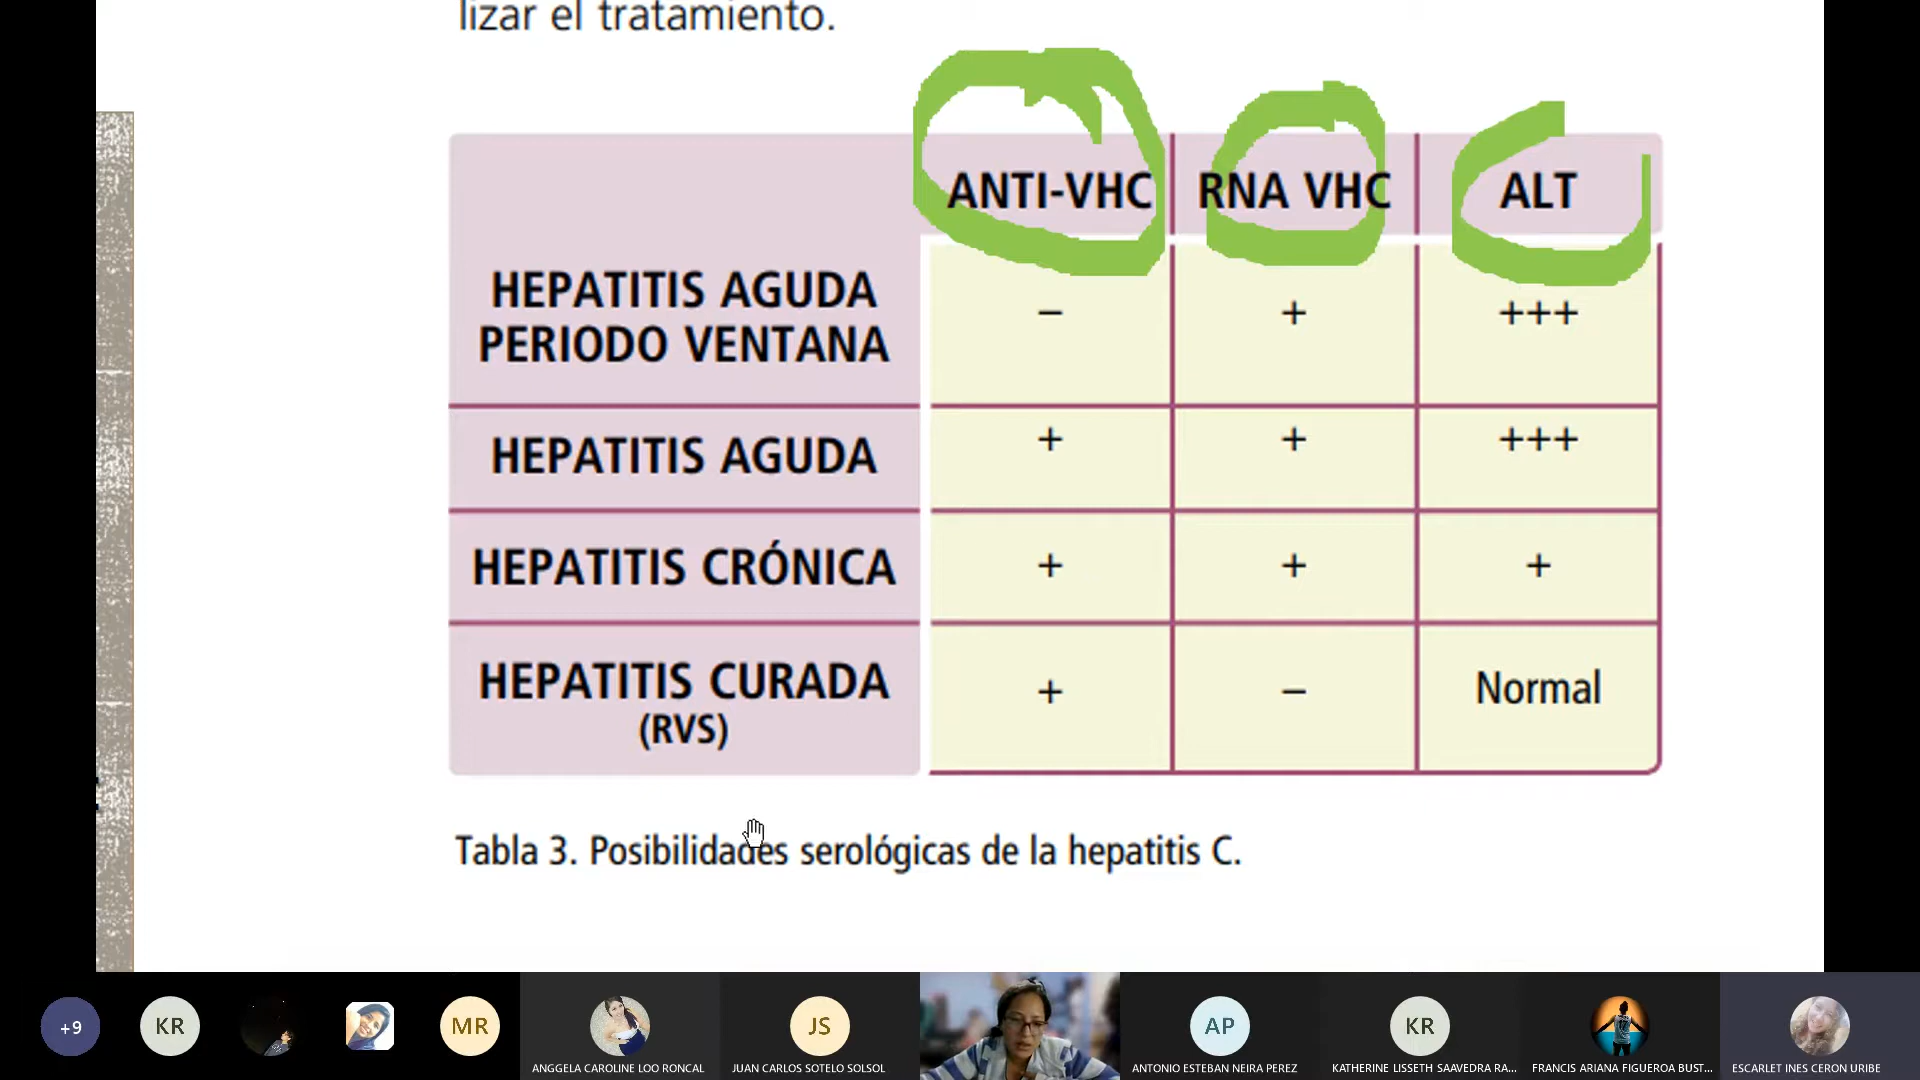 lizar el tratamiento.
ANTI-VHC RNA VHC ALT
HEPATITIS AGUDA
PERIODO VENTANA
− + +++
HEPATITIS AGUDA + + +++
HEPATITIS CRÓNICA + + +
HEPATITIS CURADA
(RVS)
+ − Normal
Tabla 3. Posibilidades serológicas de la hepatitis C.
+9
KR
MR
ANGGELA CAROLINE LOO RONCAL
JS
JUAN CARLOS SOTELO SOLSOL
AP
ANTONIO ESTEBAN NEIRA PEREZ
KR
KATHERINE LISSETH SAAVEDRA RA...
FRANCIS ARIANA FIGUEROA BUST...
ESCARLET INES CERON URIBE